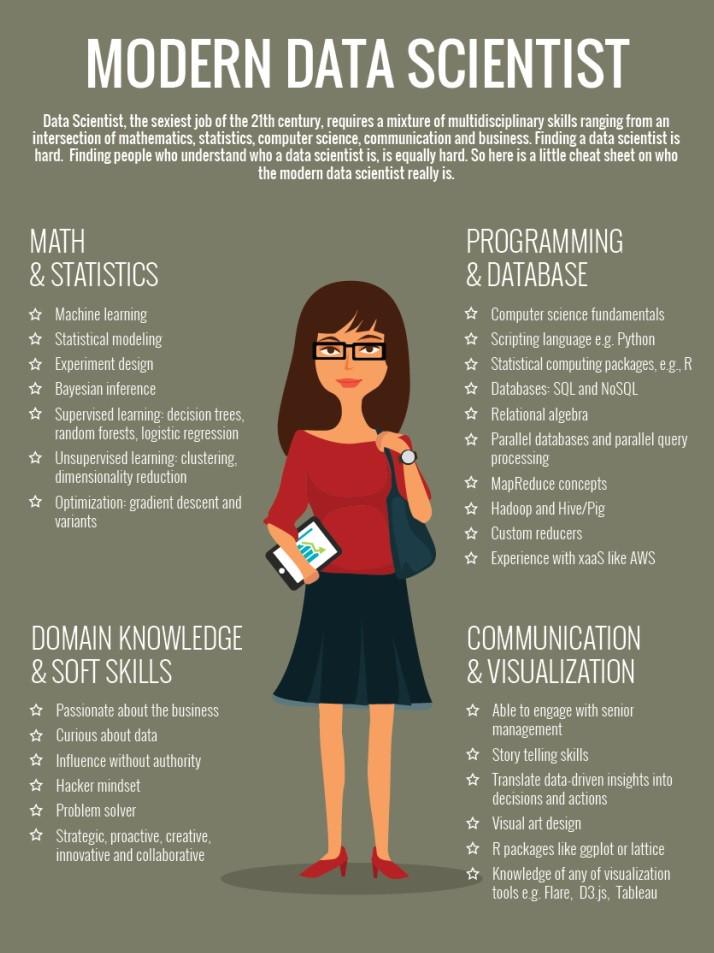 MODERN DATA SCIENTIST
Data Scientist, the sexiest job of the 21th century, requires a mixture of multidisciplinary skills ranging from an
intersection of mathematics, statistics, computer science, communication and business. Finding a data scientist is
hard. Finding people who understand who a data scientist is, is equally hard. So here is a little cheat sheet on who
the modern data scientist really is.
MATH
& STATISTICS
Machine learning
Statistical modeling
Experiment design
Bayesian inference
Supervised learning: decision trees,
random forests, logistic regression
Unsupervised learning: clustering,
dimensionality reduction
Optimization: gradient descent and
variants
PROGRAMMING
& DATABASE
Computer science fundamentals
Scripting language e.g. Python
Statistical computing packages, e.g., R
Databases: SQL and NoSQL
Relational algebra
Parallel databases and parallel query
processing
MapReduce concepts
Hadoop and Hive/Pig
Custom reducers
Experience with xaaS like AWS
DOMAIN KNOWLEDGE
& SOFT SKILLS
Passionate about the business
Curious about data
Influence without authority
Hacker mindset
Problem solver
Strategic, proactive, creative,
innovative and collaborative
COMMUNICATION
& VISUALIZATION
Able to engage with senior
management
Story telling skills
Translate data-driven insights into
decisions and actions
Visual art design
R packages like ggplot or lattice
Knowledge of any of visualization
tools e.g. Flare, D3.js, Tableau